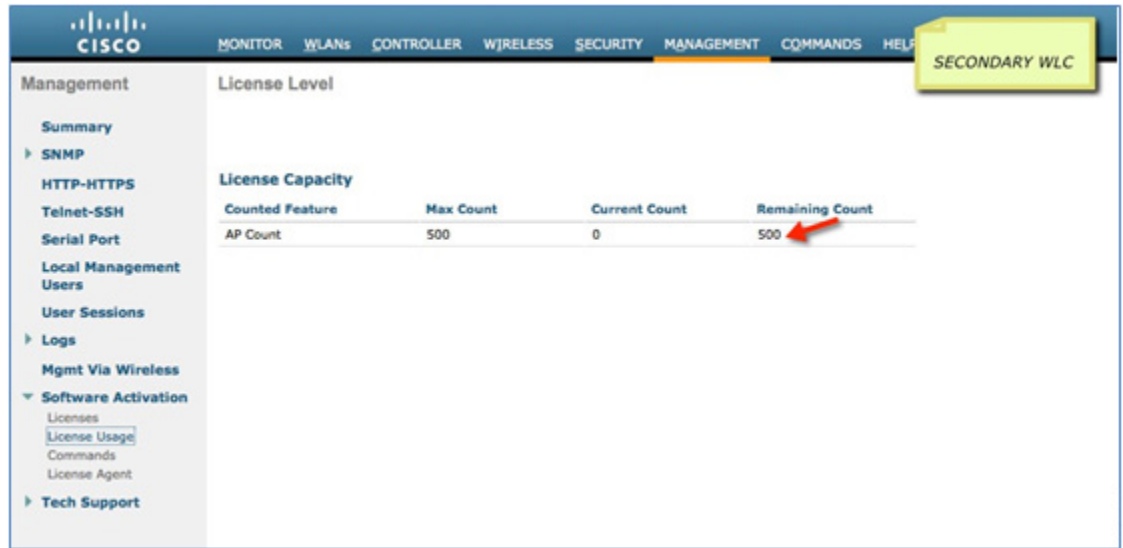 CISCO
MONITOR WLANs CONTROLLER WIRELESS SECURITY MANAGEMENT COMMANDS
SECONDARY WLC
Management
Summary
SNMP
HTTP-HTTPS
Telnet-SSH
Serial Port
Local Management
Users
User Sessions
Logs
Mgmt Via Wireless
Software Activation
Licenses
License Usage
Commands
License Agent
Tech Support
License Level
License Capacity
Counted Feature Max Count Current Count Remaining Count
AP Count 500 0 500